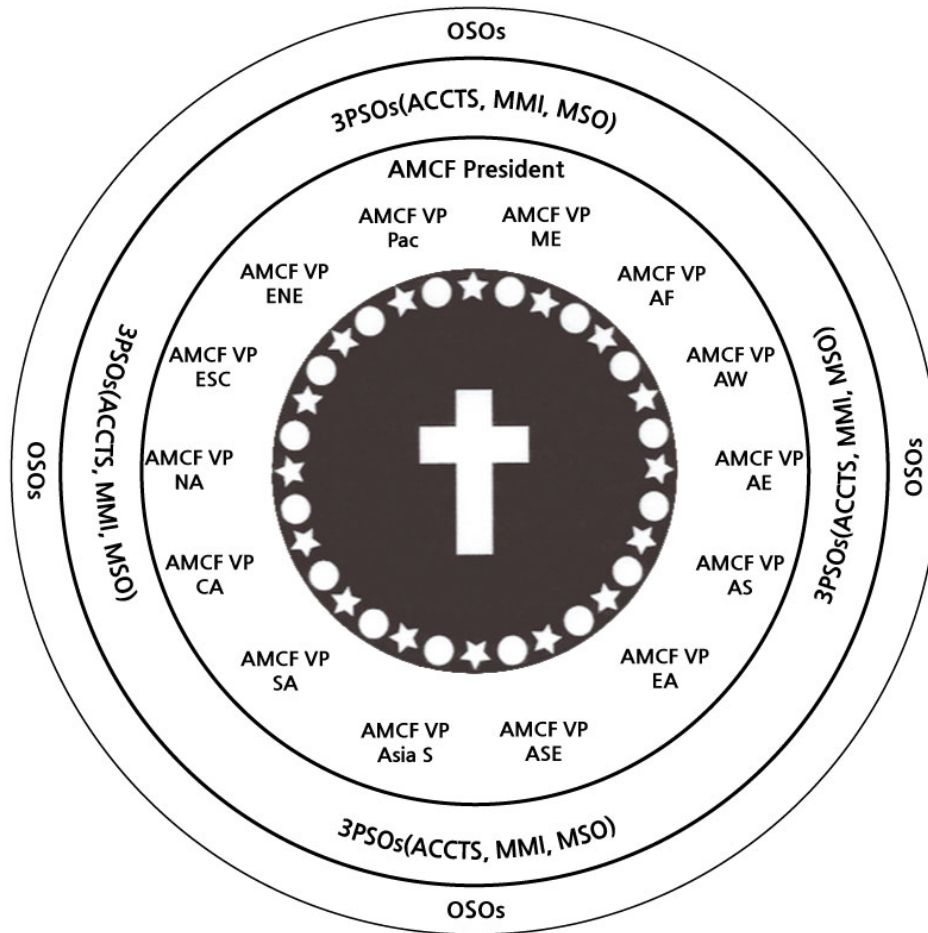 OSOs
3PSOs(ACCTS, MMI, MSO)
AMCF President
AMCF VP
Pac
AMCF VP
ME
AMCF VP
ENE
AMCF VP
AF
AMCF VP
ESC
AMCF VP
AW
3PSOs(ACCTS, MMI, MSO)
3PSOs(ACCTS, MMI, MSO)
OSOs
OSOs
AMCF VP
NA
AMCF VP
AE
AMCF VP
CA
AMCF VP
AS
AMCF VP
SA
AMCF VP
EA
AMCF VP
Asia S
AMCF VP
ASE
3PSOs(ACCTS, MMI, MSO)
OSOs